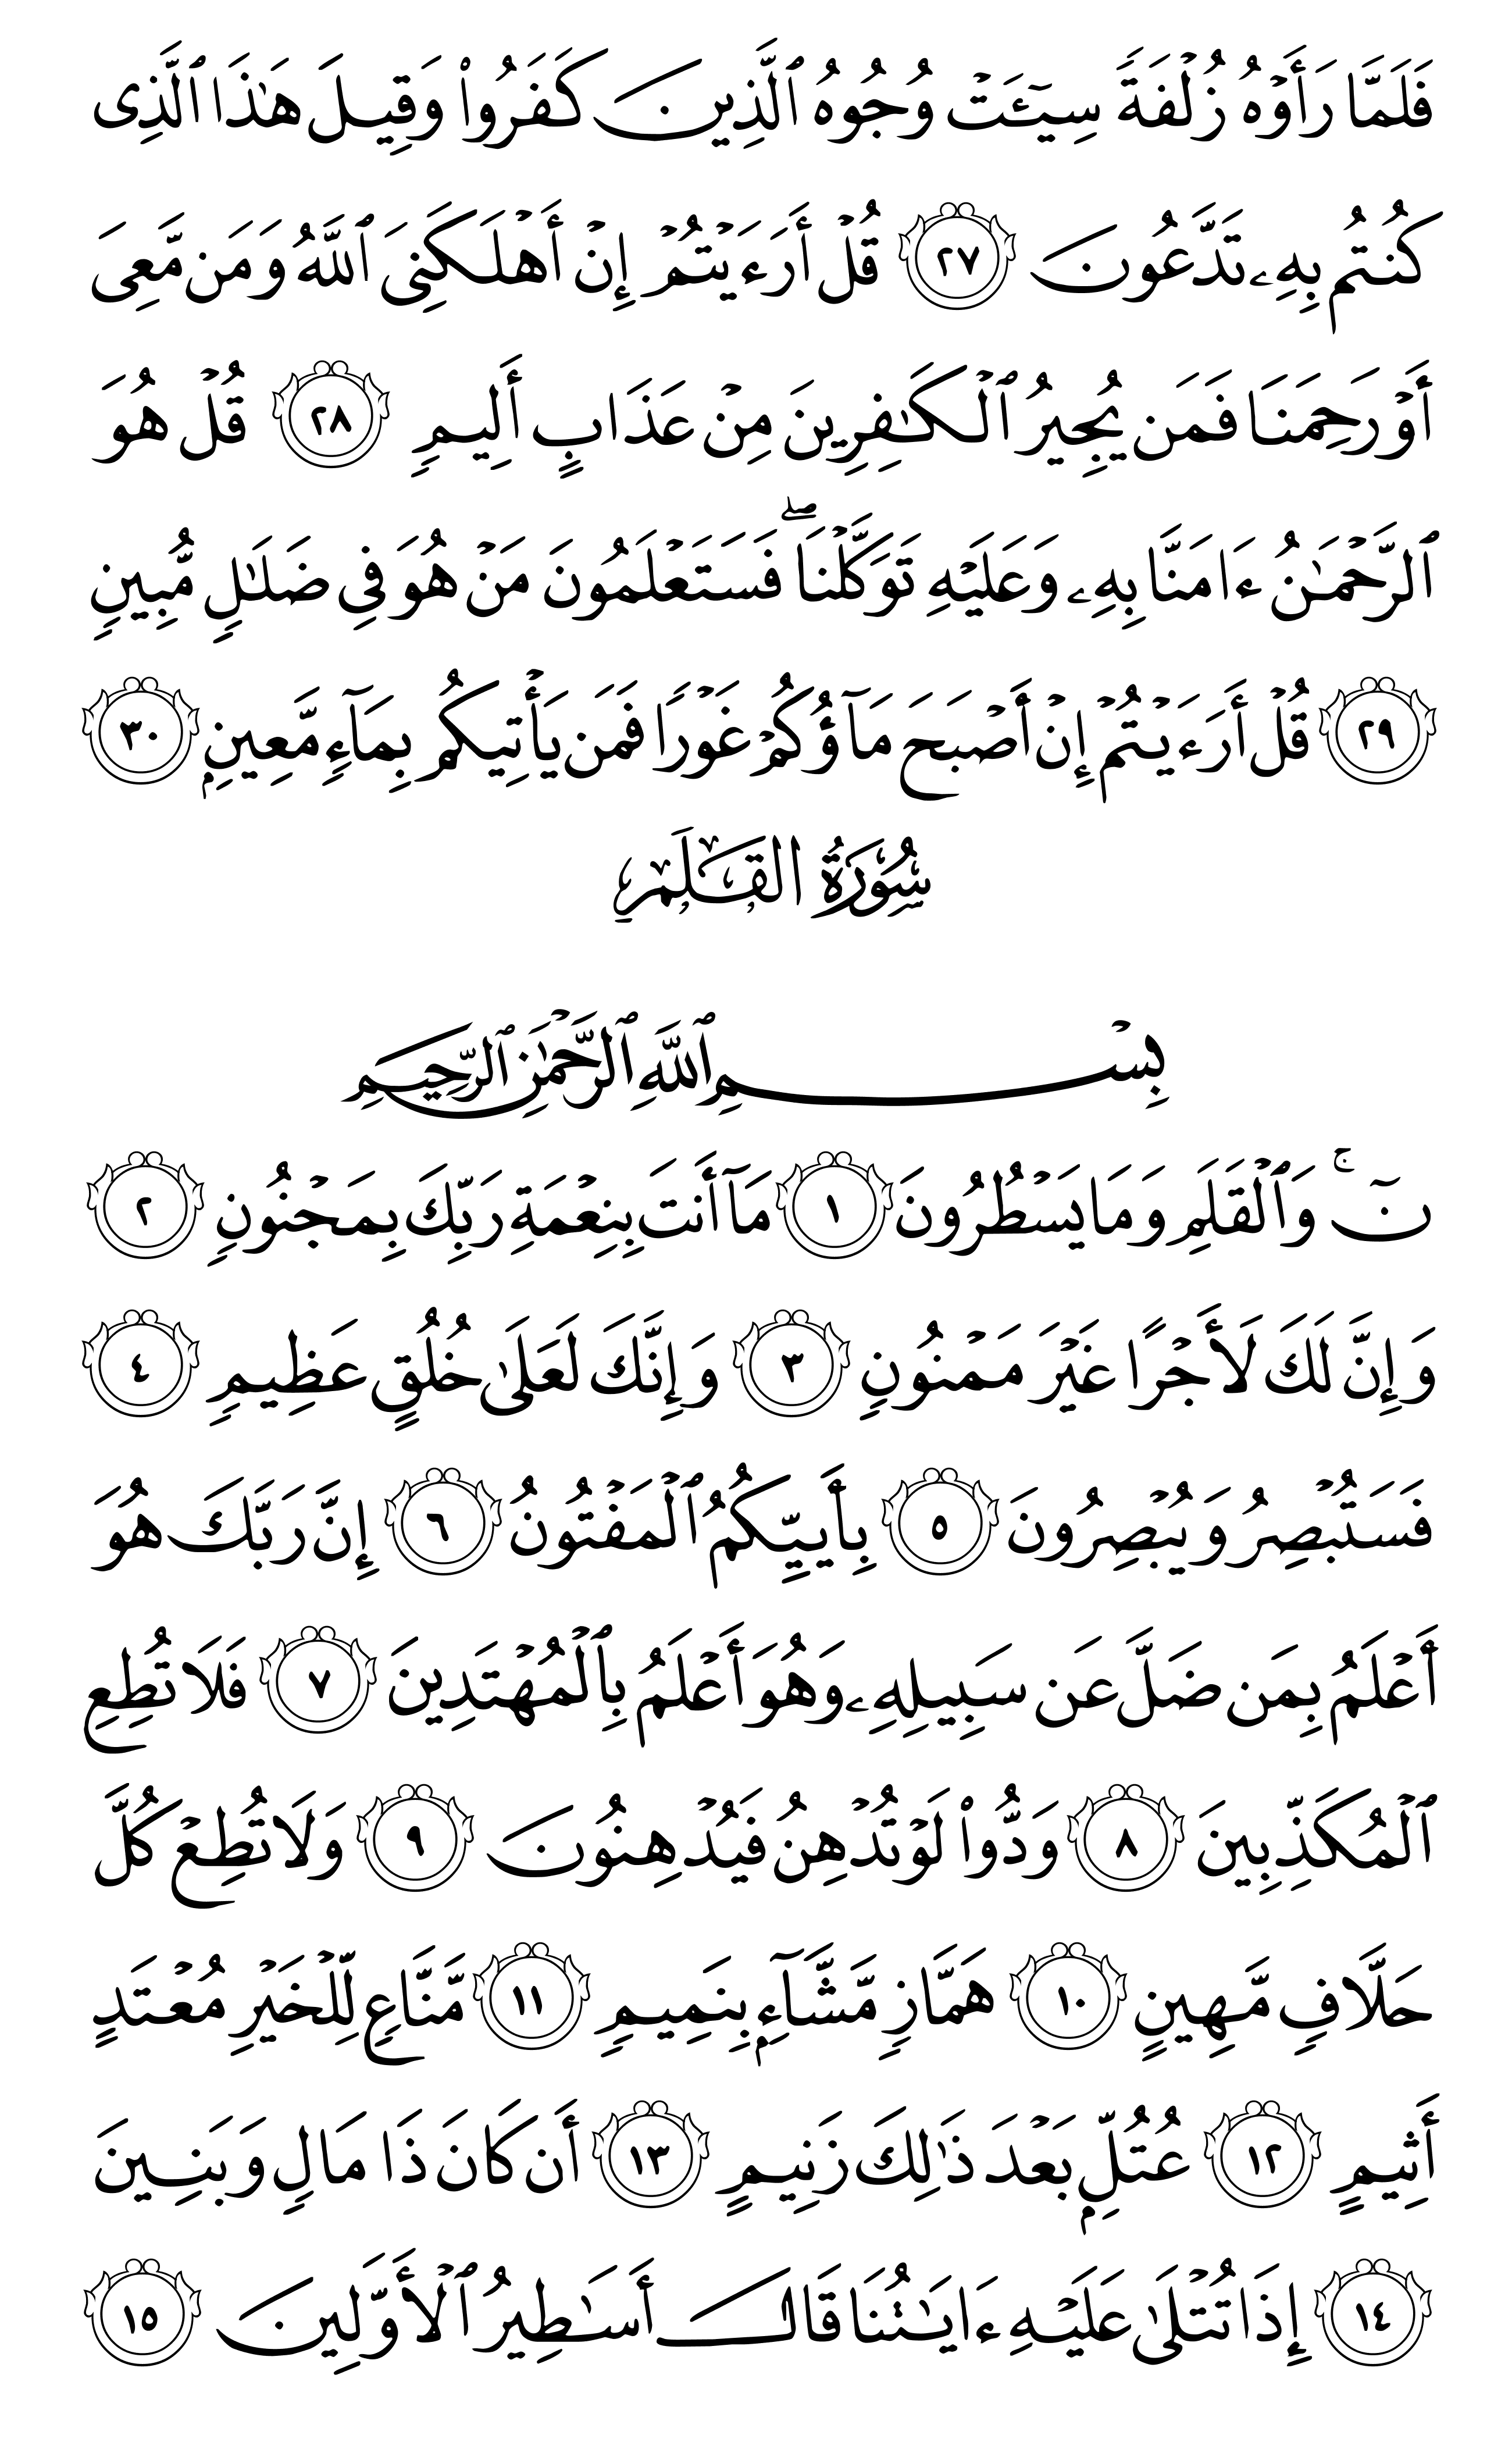 فَلَمَّا رَأَوْهُ زُلْفَةً سِيٓـَٔتْ وُجُوهُ ٱلَّذِينَ كَفَرُوا۟ وَقِيلَ هَٰذَا ٱلَّذِى
كُنتُم بِهِۦ تَدَّعُونَ ٢٧ قُلْ أَرَءَيْتُمْ إِنْ أَهْلَكَنِىَ ٱللَّهُ وَمَن مَّعِىَ
أَوْ رَحِمَنَا فَمَن يُجِيرُ ٱلْكَٰفِرِينَ مِنْ عَذَابٍ أَلِيمٍ ٢٨ قُلْ هُوَ
ٱلرَّحْمَٰنُ ءَامَنَّا بِهِۦ وَعَلَيْهِ تَوَكَّلْنَا ۖ فَسَتَعْلَمُونَ مَنْ هُوَ فِى ضَلَٰلٍ مُّبِينٍ
٢٩ قُلْ أَرَءَيْتُمْ إِنْ أَصْبَحَ مَآؤُكُمْ غَوْرًا فَمَن يَأْتِيكُم بِمَآءٍ مَّعِينٍۭ ٣٠
سُورَةُ القَلَمِ
بِسْمِ ٱللَّهِ ٱلرَّحْمَٰنِ ٱلرَّحِيمِ
نٓ ۚ وَٱلْقَلَمِ وَمَا يَسْطُرُونَ ١ مَآ أَنتَ بِنِعْمَةِ رَبِّكَ بِمَجْنُونٍ ٢
وَإِنَّ لَكَ لَأَجْرًا غَيْرَ مَمْنُونٍ ٣ وَإِنَّكَ لَعَلَىٰ خُلُقٍ عَظِيمٍ ٤
فَسَتُبْصِرُ وَيُبْصِرُونَ ٥ بِأَييِّكُمُ ٱلْمَفْتُونُ ٦ إِنَّ رَبَّكَ هُوَ
أَعْلَمُ بِمَن ضَلَّ عَن سَبِيلِهِۦ وَهُوَ أَعْلَمُ بِٱلْمُهْتَدِينَ ٧ فَلَا تُطِعِ
ٱلْمُكَذِّبِينَ ٨ وَدُّوا۟ لَوْ تُدْهِنُ فَيُدْهِنُونَ ٩ وَلَا تُطِعْ كُلَّ
حَلَّافٍ مَّهِينٍ ١٠ هَمَّازٍ مَّشَّآءٍۭ بِنَمِيمٍ ١١ مَّنَّاعٍ لِّلْخَيْرِ مُعْتَدٍ
أَثِيمٍ ١٢ عُتُلٍّۭ بَعْدَ ذَٰلِكَ زَنِيمٍ ١٣ أَن كَانَ ذَا مَالٍ وَبَنِينَ
١٤ إِذَا تُتْلَىٰ عَلَيْهِ ءَايَٰتُنَا قَالَ أَسَٰطِيرُ ٱلْأَوَّلِينَ ١٥